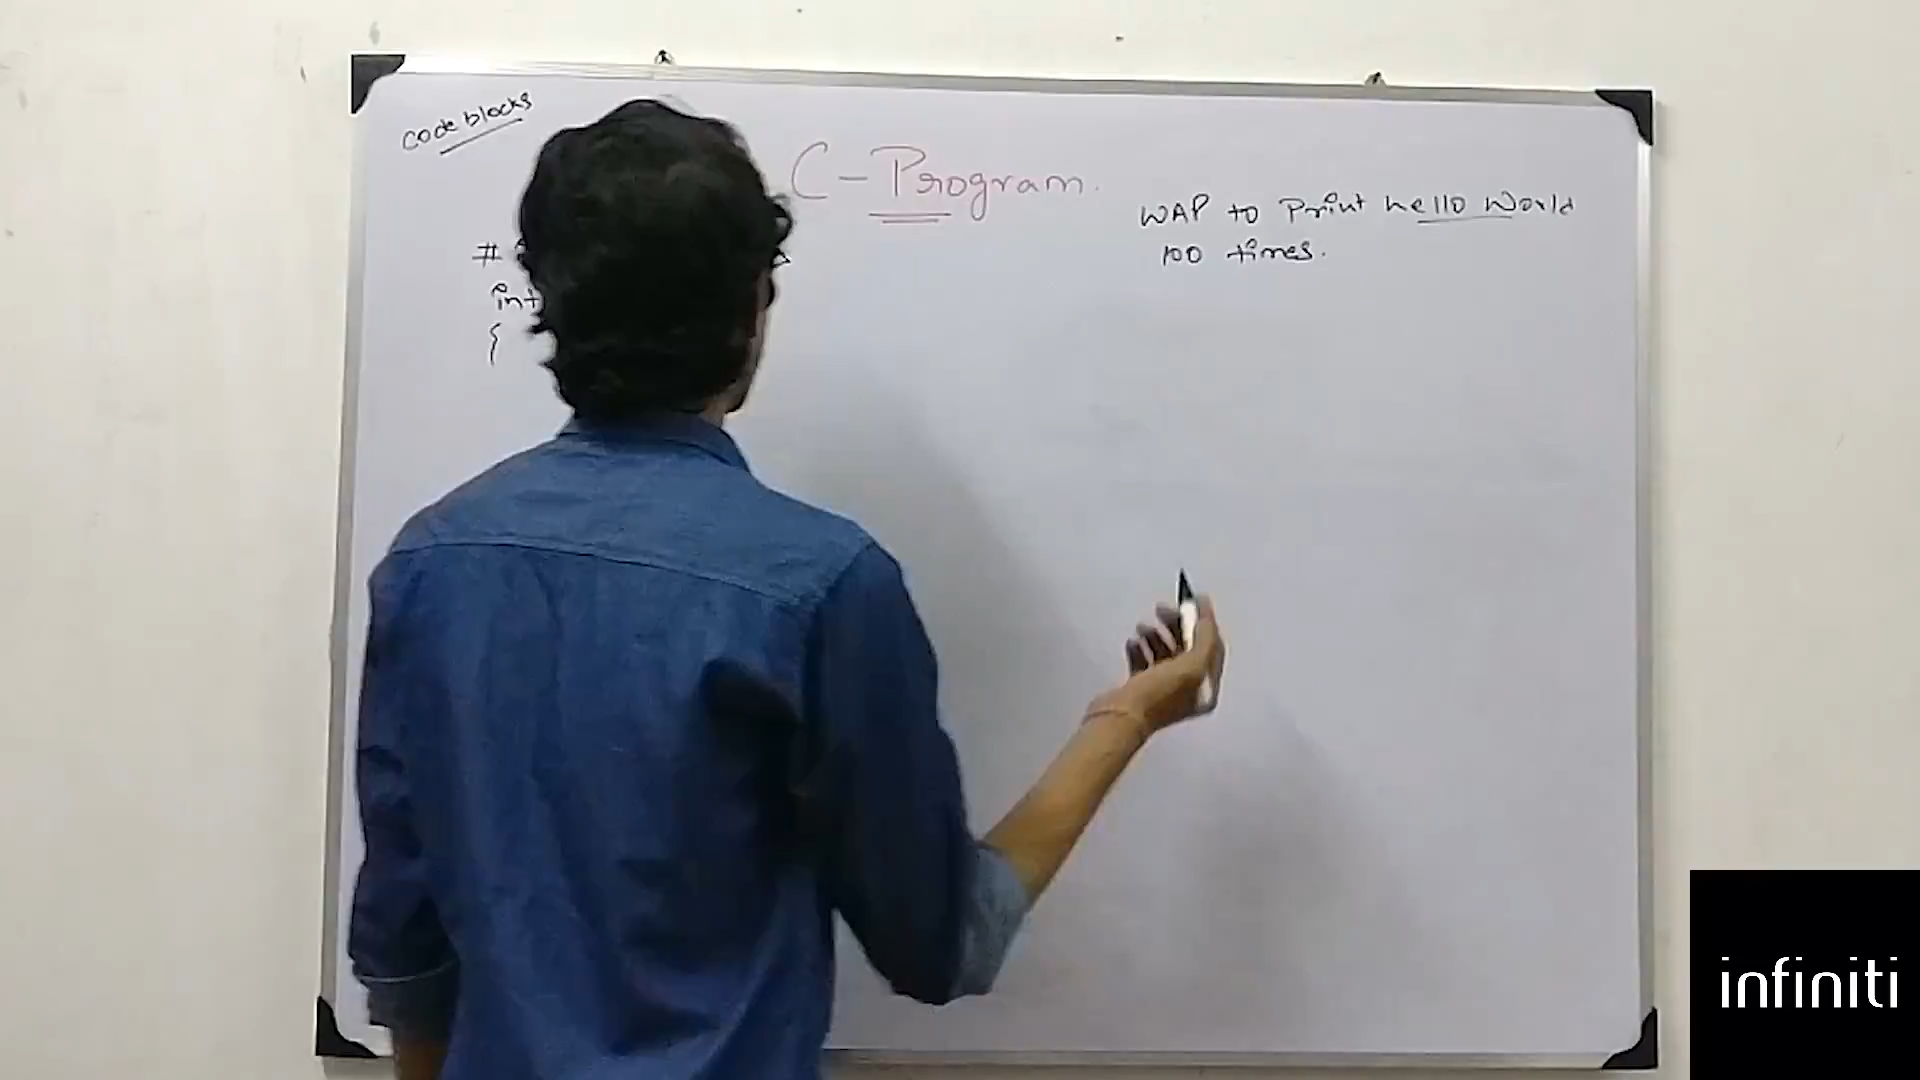 Code blocks
C-Program.
WAP to Print hello World
100 times.
#
int
{
infiniti